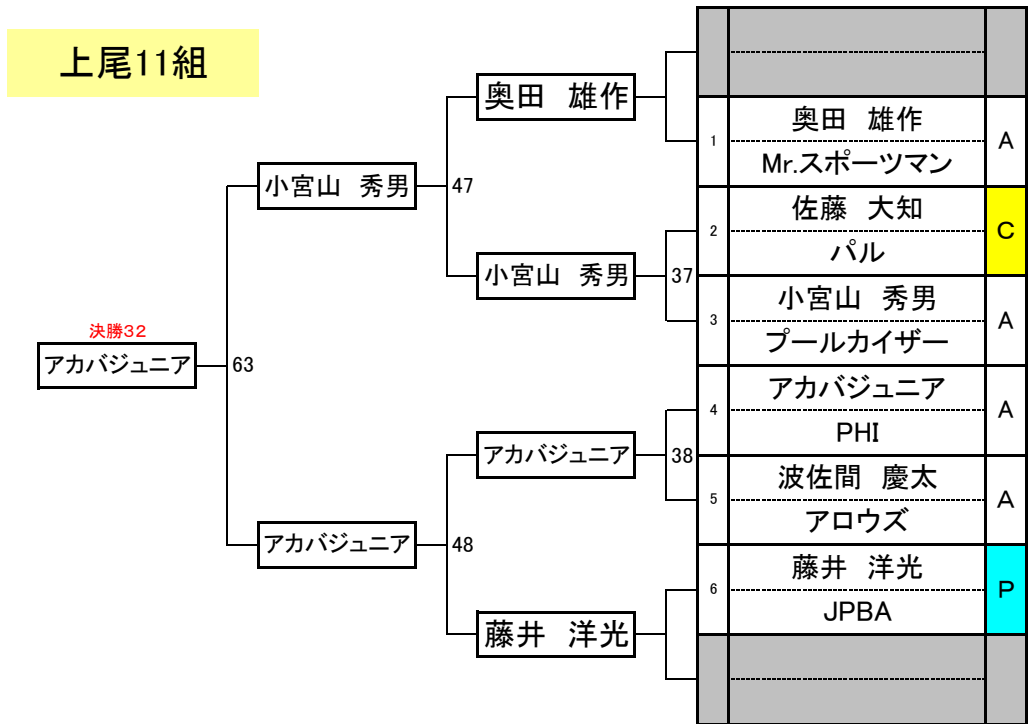 上尾11組
奥田　雄作
小宮山　秀男
47
小宮山　秀男
37
決勝32
アカバジュニア
63
アカバジュニア
38
アカバジュニア
48
藤井　洋光
1
奥田　雄作
Mr.スポーツマン
A
2
佐藤　大知
パル
C
3
小宮山　秀男
プールカイザー
A
4
アカバジュニア
PHI
A
5
波佐間　慶太
アロウズ
A
6
藤井　洋光
JPBA
P